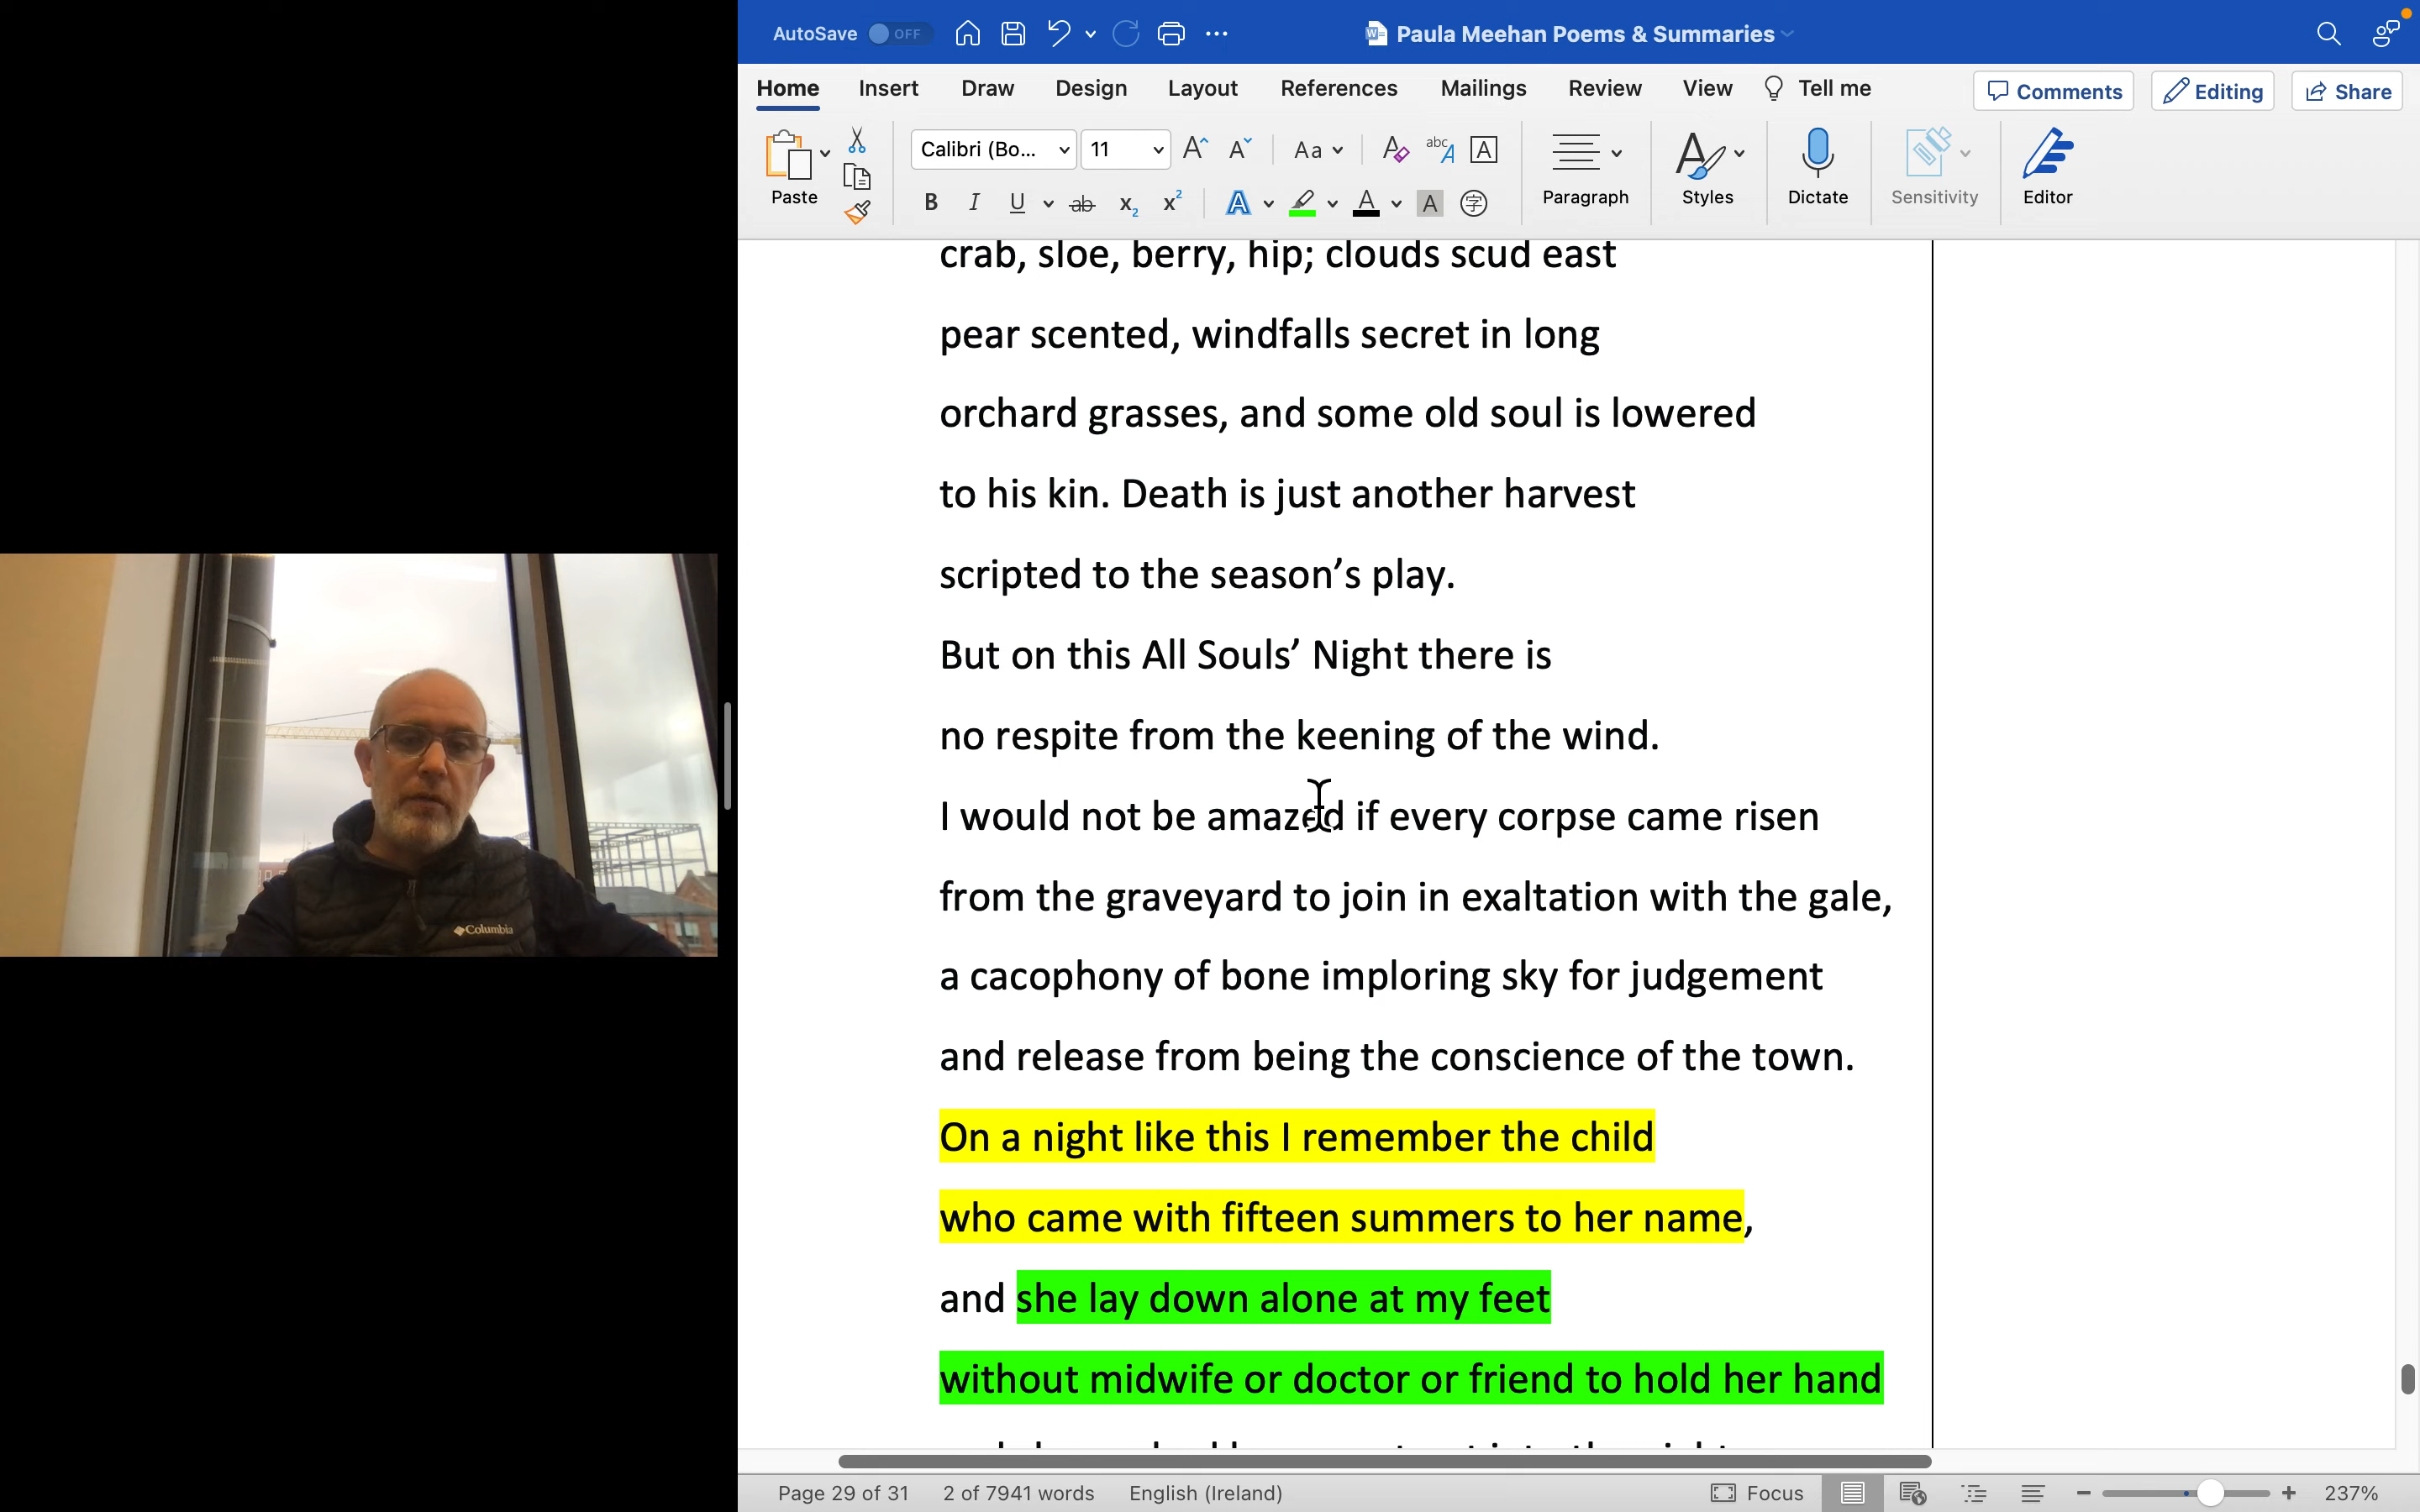 AutoSave OFF Paula Meehan Poems & Summaries
Home Insert Draw Design Layout References Mailings Review View Tell me Comments Editing Share
Paste Calibri (Bo... 11 Aa Paragraph Styles Dictate Sensitivity Editor
crab, sloe, berry, hip; clouds scud east
pear scented, windfalls secret in long
orchard grasses, and some old soul is lowered
to his kin. Death is just another harvest
scripted to the season’s play.
But on this All Souls’ Night there is
no respite from the keening of the wind.
I would not be amazed if every corpse came risen
from the graveyard to join in exaltation with the gale,
a cacophony of bone imploring sky for judgement
and release from being the conscience of the town.
On a night like this I remember the child
who came with fifteen summers to her name,
and she lay down alone at my feet
without midwife or doctor or friend to hold her hand
Columbia
Page 29 of 31 2 of 7941 words English (Ireland) Focus 237%